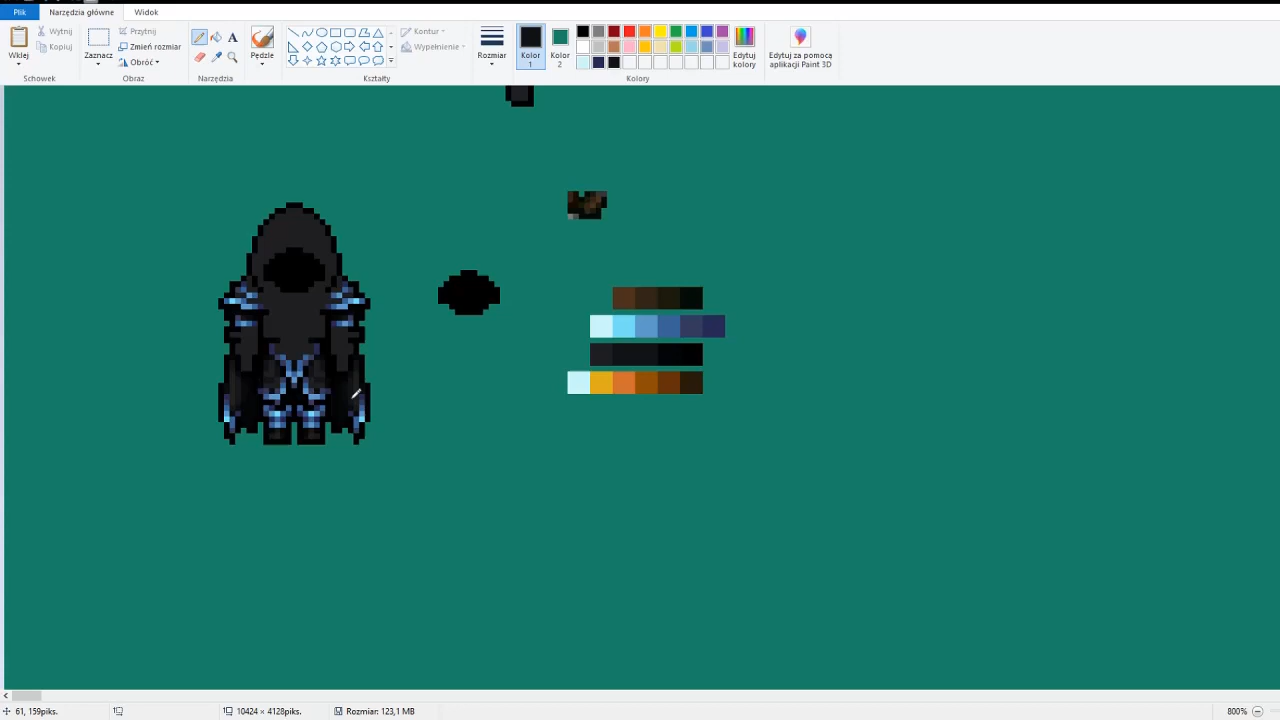 Plik
Narzędzia główne
Widok
Wklej
Wytnij
Kopiuj
Schowek
Zaznacz
Przytnij
Zmień rozmiar
Obróć
Obraz
A
Narzędzia
Pędzle
Kontur
Wypełnienie
Kształty
Rozmiar
Kolor
1
Kolor
2
Edytuj
kolory
Kolory
Edytuj za pomocą
aplikacji Paint 3D
61, 159piks.
10424 × 4128piks.
Rozmiar: 123,1 MB
800%